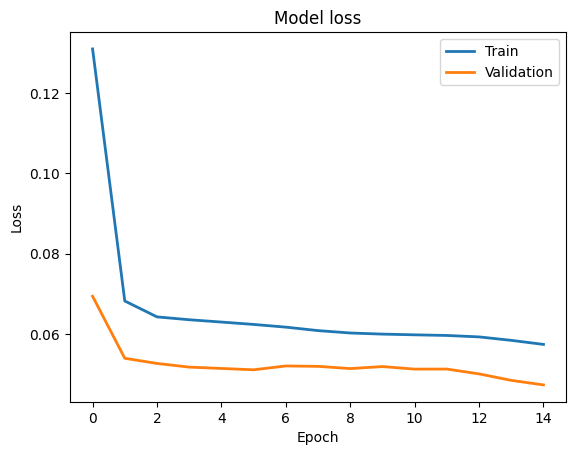 Model loss
Train
Validation
0.12
0.10
0.08
0.06
Loss
0 2 4 6 8 10 12 14
Epoch